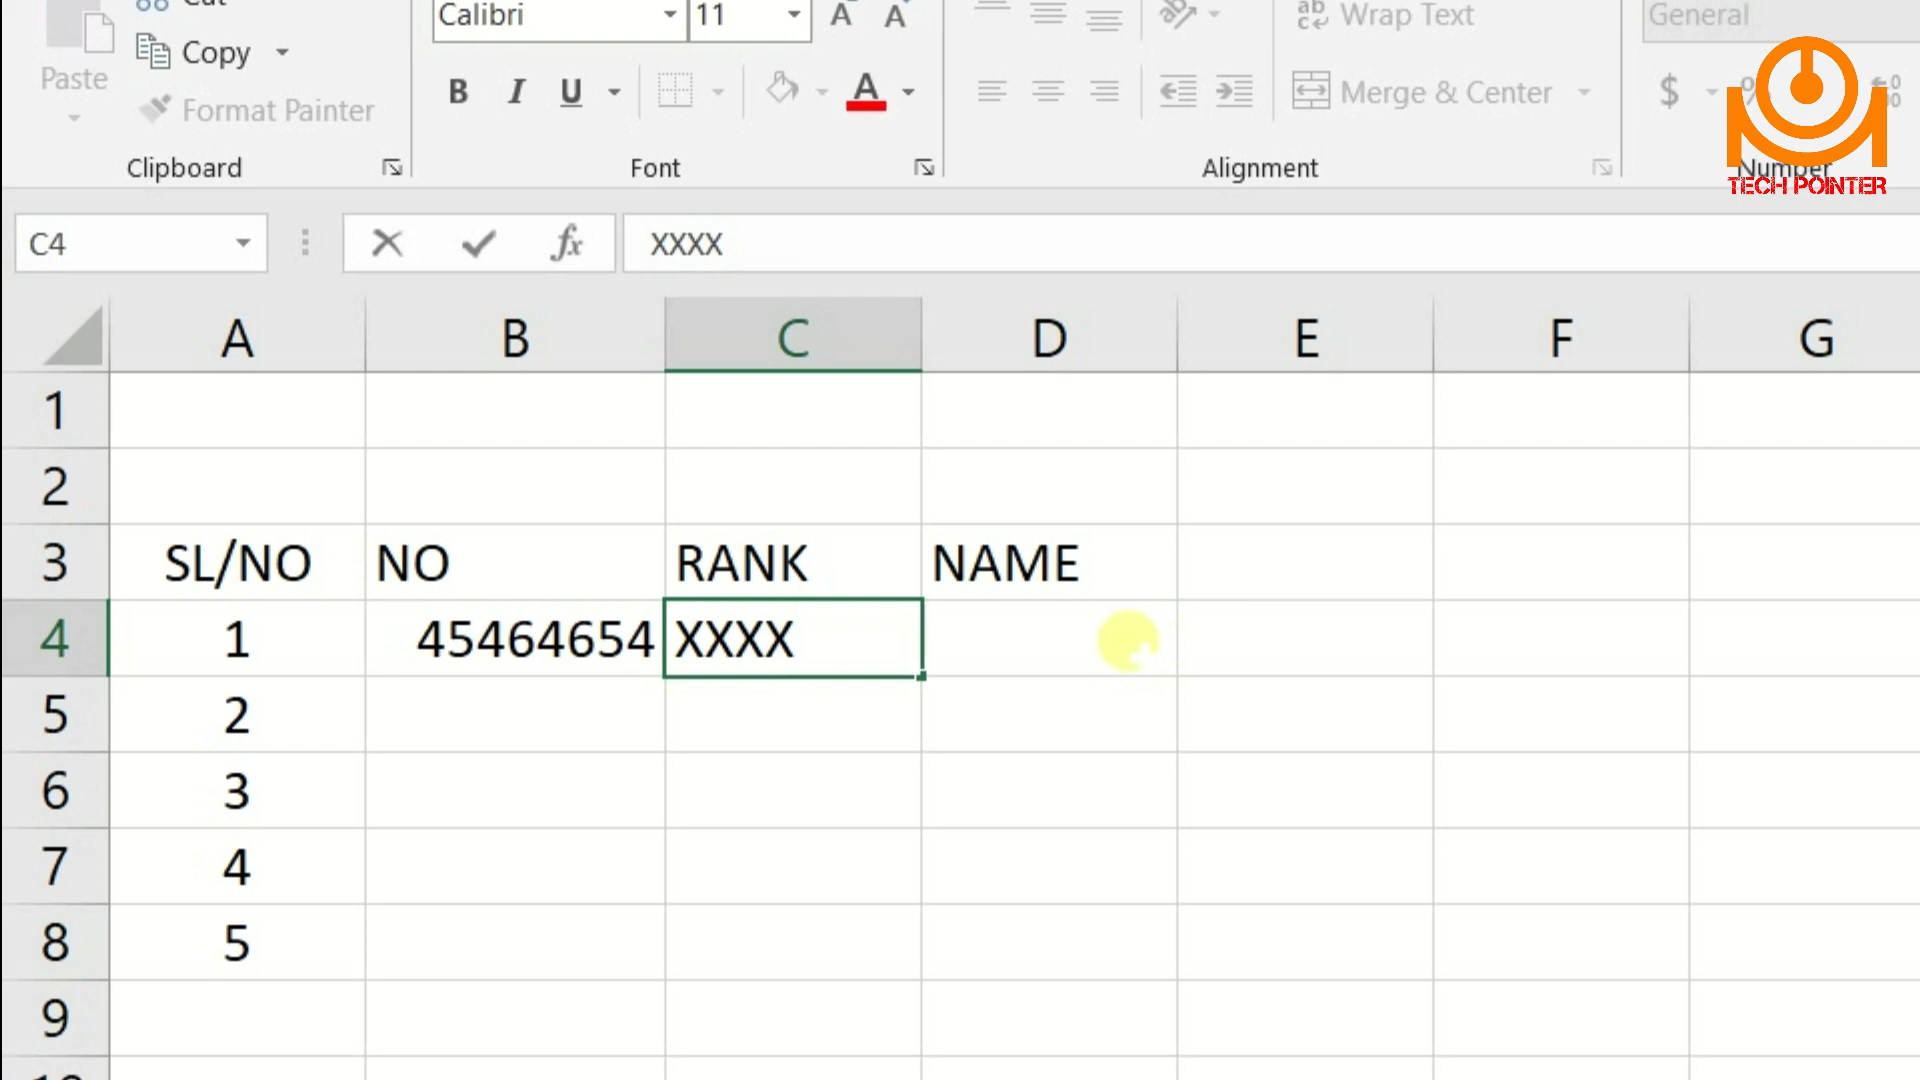 Cut
Calibri 11
Wrap Text
General
Copy
Paste
B I U A
Merge & Center
$
Format Painter
Clipboard Font Alignment Number
TECH POINTER
C4 fx XXXX
A B C D E F G
1
2
3 SL/NO NO RANK NAME
4 1 45464654 XXXX
5 2
6 3
7 4
8 5
9